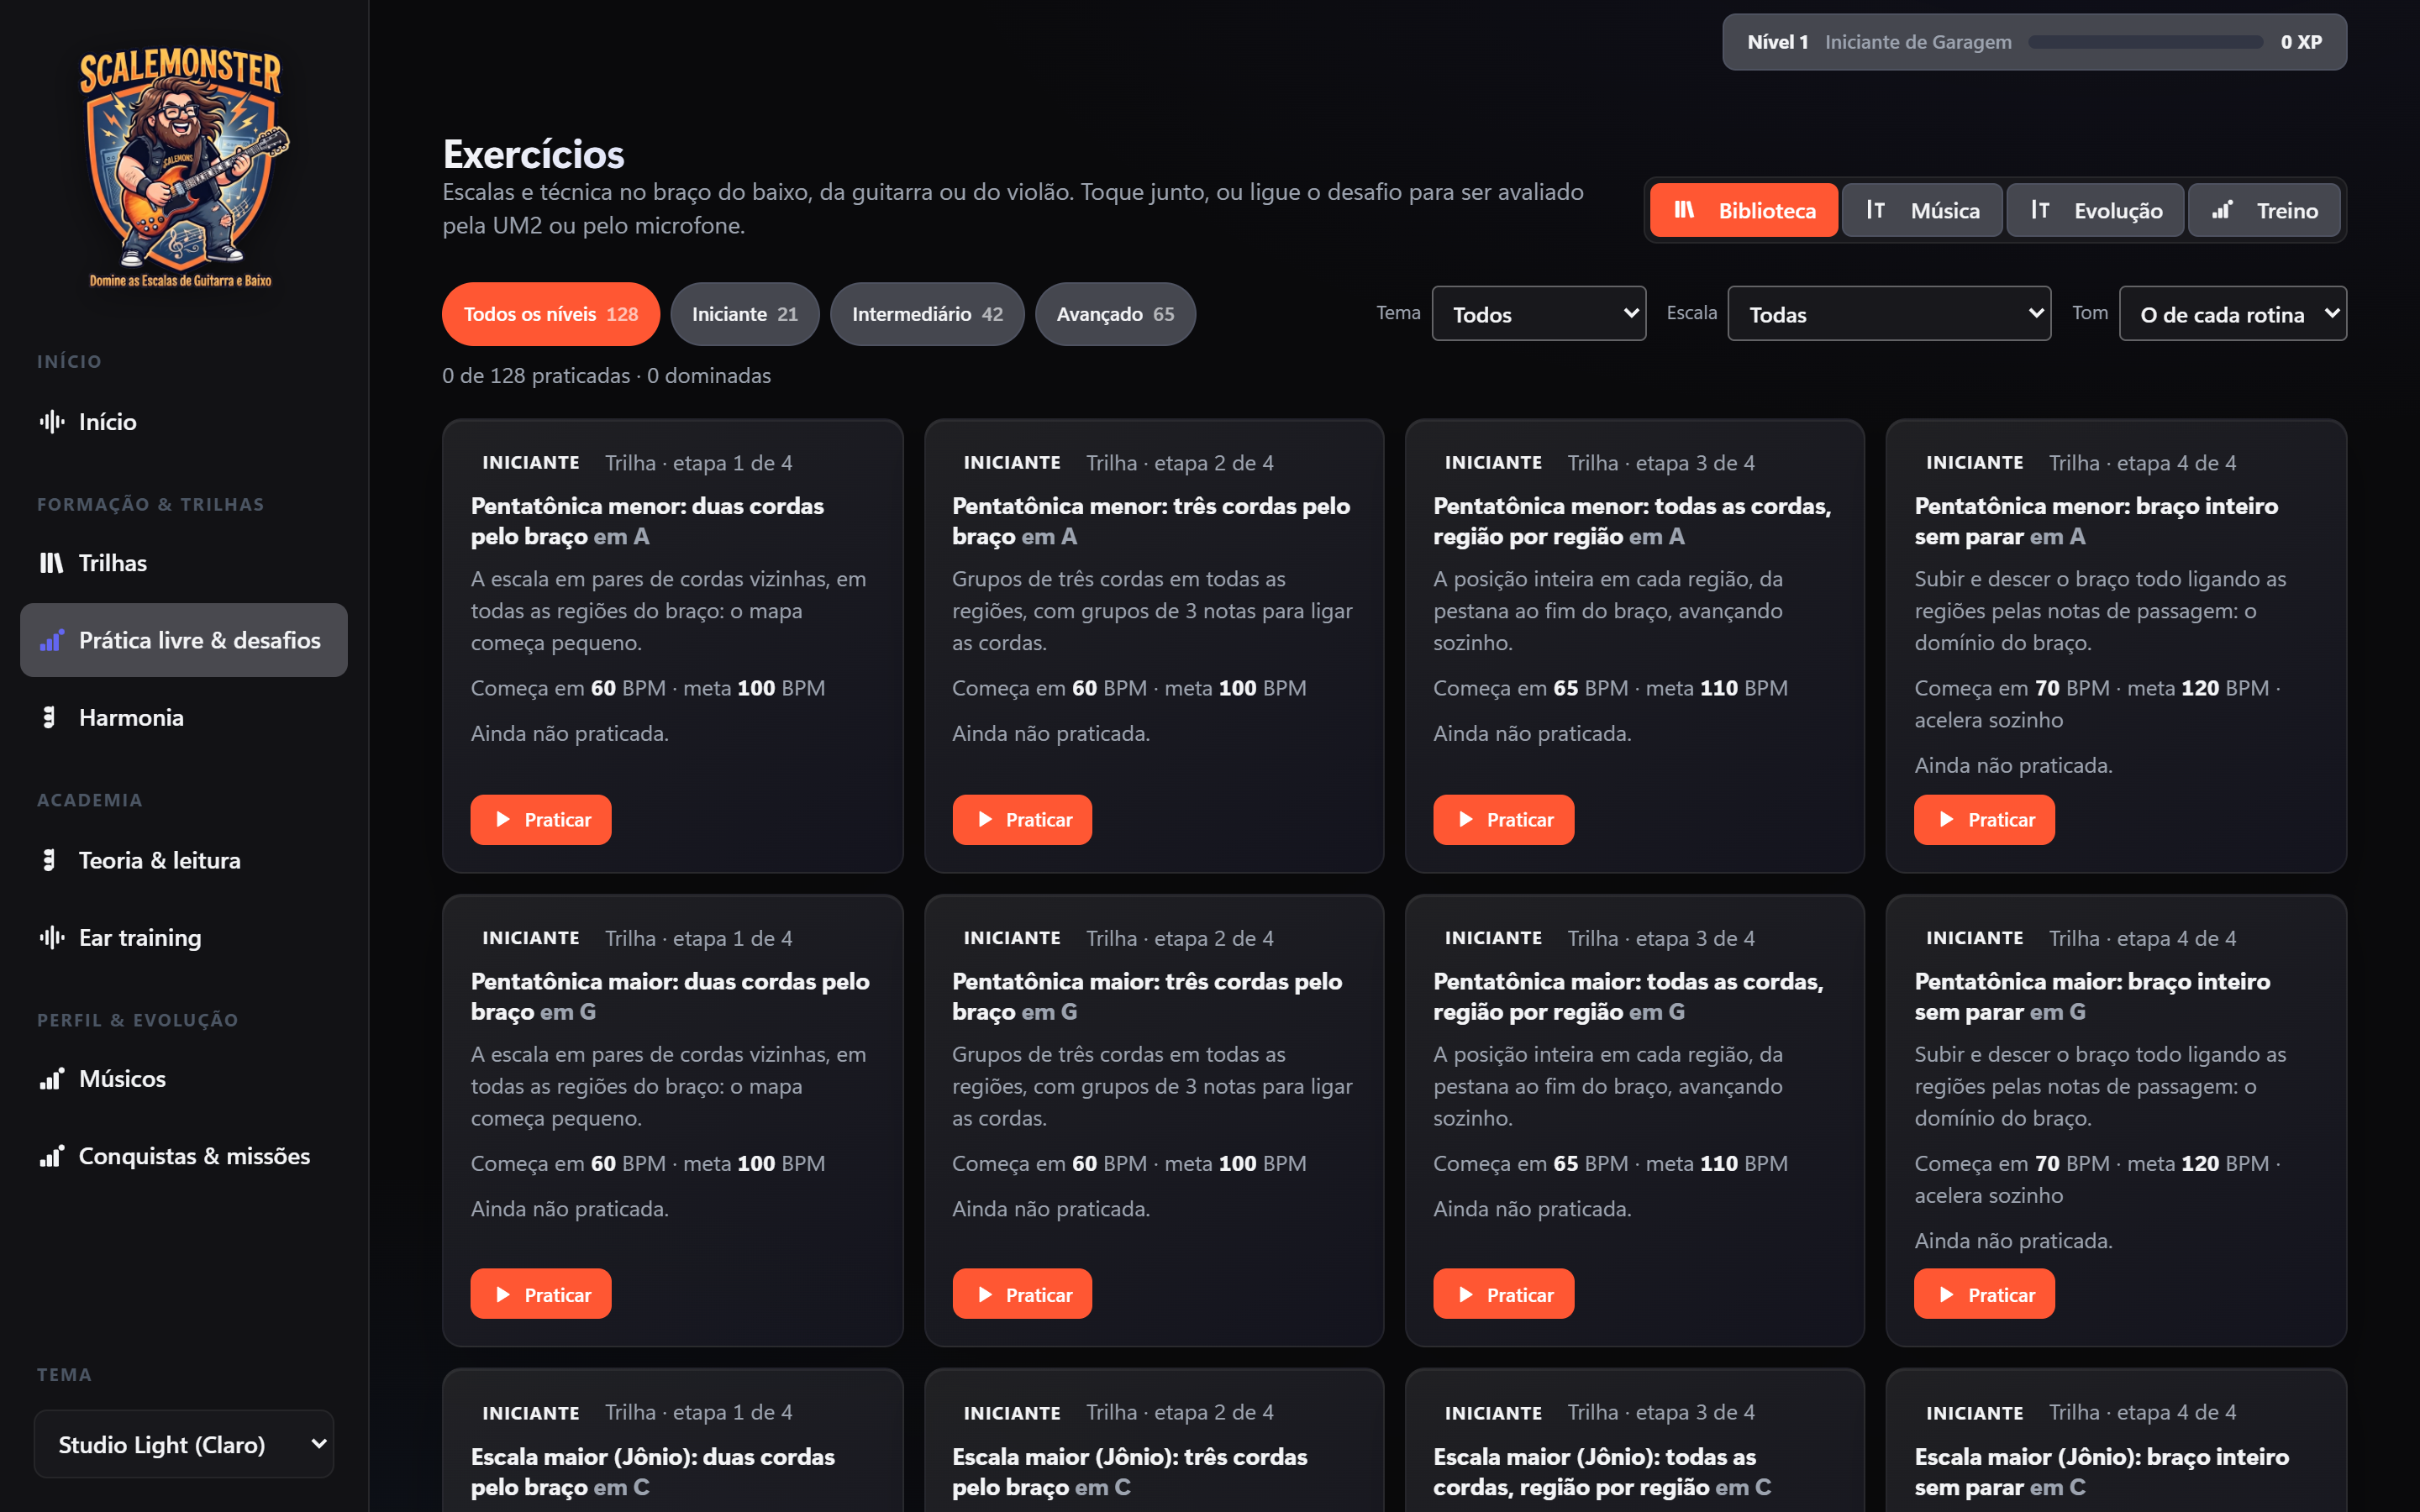 SCALEMONSTER
SCALEMONS
Domine as Escalas de Guitarra e Baixo
INÍCIO
Início
FORMAÇÃO & TRILHAS
Trilhas
Prática livre & desafios
Harmonia
ACADEMIA
Teoria & leitura
Ear training
PERFIL & EVOLUÇÃO
Músicos
Conquistas & missões
TEMA
Studio Light (Claro)
Nível 1 Iniciante de Garagem 0 XP
Exercícios
Escalas e técnica no braço do baixo, da guitarra ou do violão. Toque junto, ou ligue o desafio para ser avaliado
pela UM2 ou pelo microfone.
Biblioteca Música Evolução Treino
Todos os níveis 128 Iniciante 21 Intermediário 42 Avançado 65
Tema Todos Escala Todas Tom O de cada rotina
0 de 128 praticadas · 0 dominadas
INICIANTE Trilha · etapa 1 de 4
Pentatônica menor: duas cordas
pelo braço em A
A escala em pares de cordas vizinhas, em
todas as regiões do braço: o mapa
começa pequeno.
Começa em 60 BPM · meta 100 BPM
Ainda não praticada.
Praticar
INICIANTE Trilha · etapa 2 de 4
Pentatônica menor: três cordas pelo
braço em A
Grupos de três cordas em todas as
regiões, com grupos de 3 notas para ligar
as cordas.
Começa em 60 BPM · meta 100 BPM
Ainda não praticada.
Praticar
INICIANTE Trilha · etapa 3 de 4
Pentatônica menor: todas as cordas,
região por região em A
A posição inteira em cada região, da
pestana ao fim do braço, avançando
sozinho.
Começa em 65 BPM · meta 110 BPM
Ainda não praticada.
Praticar
INICIANTE Trilha · etapa 4 de 4
Pentatônica menor: braço inteiro
sem parar em A
Subir e descer o braço todo ligando as
regiões pelas notas de passagem: o
domínio do braço.
Começa em 70 BPM · meta 120 BPM ·
acelera sozinho
Ainda não praticada.
Praticar
INICIANTE Trilha · etapa 1 de 4
Pentatônica maior: duas cordas pelo
braço em G
A escala em pares de cordas vizinhas, em
todas as regiões do braço: o mapa
começa pequeno.
Começa em 60 BPM · meta 100 BPM
Ainda não praticada.
Praticar
INICIANTE Trilha · etapa 2 de 4
Pentatônica maior: três cordas pelo
braço em G
Grupos de três cordas em todas as
regiões, com grupos de 3 notas para ligar
as cordas.
Começa em 60 BPM · meta 100 BPM
Ainda não praticada.
Praticar
INICIANTE Trilha · etapa 3 de 4
Pentatônica maior: todas as cordas,
região por região em G
A posição inteira em cada região, da
pestana ao fim do braço, avançando
sozinho.
Começa em 65 BPM · meta 110 BPM
Ainda não praticada.
Praticar
INICIANTE Trilha · etapa 4 de 4
Pentatônica maior: braço inteiro
sem parar em G
Subir e descer o braço todo ligando as
regiões pelas notas de passagem: o
domínio do braço.
Começa em 70 BPM · meta 120 BPM ·
acelera sozinho
Ainda não praticada.
Praticar
INICIANTE Trilha · etapa 1 de 4
Escala maior (Jônio): duas cordas
pelo braço em C
INICIANTE Trilha · etapa 2 de 4
Escala maior (Jônio): três cordas
pelo braço em C
INICIANTE Trilha · etapa 3 de 4
Escala maior (Jônio): todas as
cordas, região por região em C
INICIANTE Trilha · etapa 4 de 4
Escala maior (Jônio): braço inteiro
sem parar em C